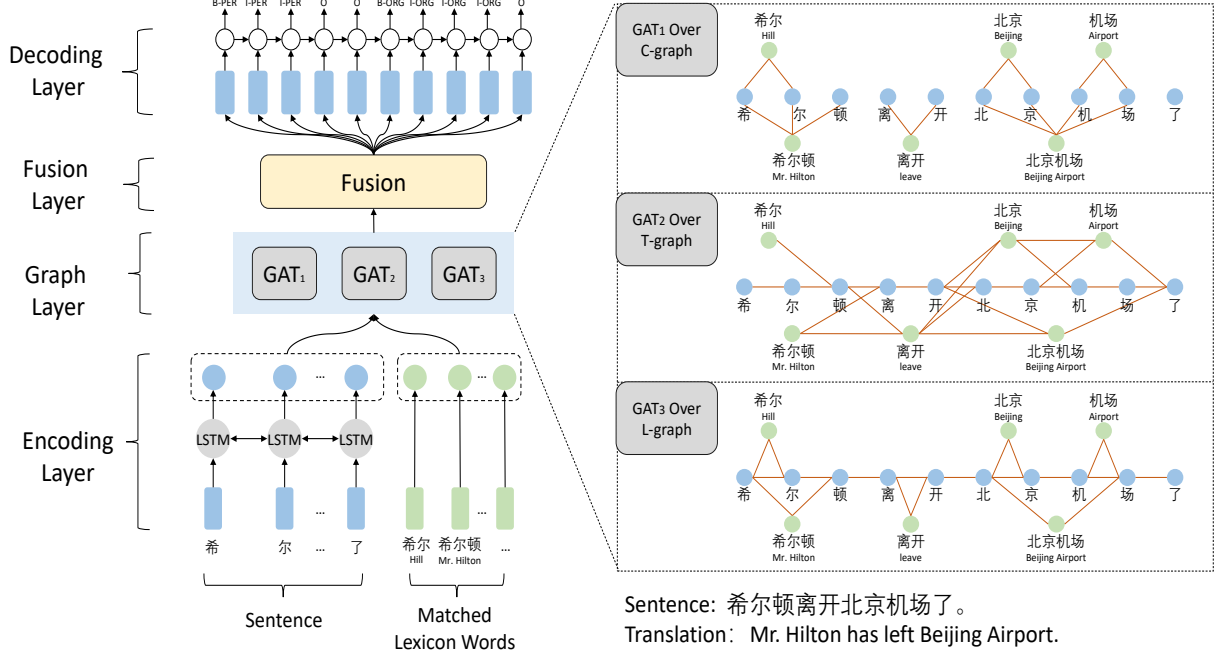 B-PER I-PER I-PER O O B-ORG I-ORG I-ORG I-ORG O
Decoding
Layer
Fusion
Layer
Fusion
Graph
Layer
GAT1 GAT2 GAT3
Encoding
Layer
... ...
LSTM LSTM LSTM
... ...
希 尔 ... 了 希尔 希尔顿 ...
Hill Mr. Hilton
Sentence
Matched
Lexicon Words
GAT1 Over
C-graph
希尔 北京 机场
Hill Beijing Airport
希 尔 顿 离 开 北 京 机 场 了
希尔顿 离开 北京机场
Mr. Hilton leave Beijing Airport
GAT2 Over
T-graph
希尔 北京 机场
Hill Beijing Airport
希 尔 顿 离 开 北 京 机 场 了
希尔顿 离开 北京机场
Mr. Hilton leave Beijing Airport
GAT3 Over
L-graph
希尔 北京 机场
Hill Beijing Airport
希 尔 顿 离 开 北 京 机 场 了
希尔顿 离开 北京机场
Mr. Hilton leave Beijing Airport
Sentence: 希尔顿离开北京机场了。
Translation: Mr. Hilton has left Beijing Airport.